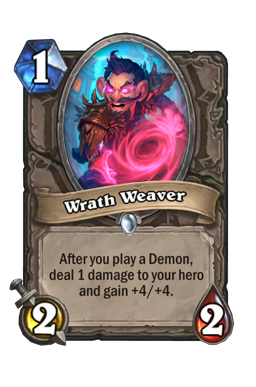 1
Wrath Weaver
After you play a Demon,
deal 1 damage to your hero
and gain +4/+4.
2 2